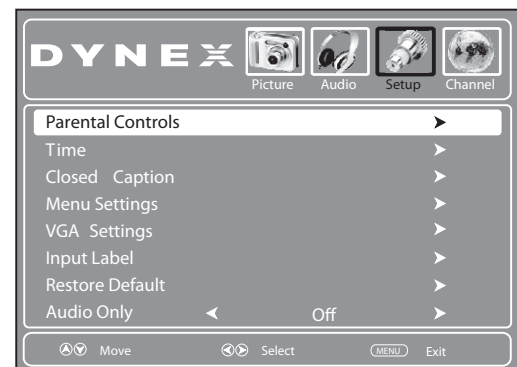 DYNEX
Picture Audio Setup Channel
Parental Controls
Time
Closed Caption
Menu Settings
VGA Settings
Input Label
Restore Default
Audio Only Off
Move Select MENU Exit